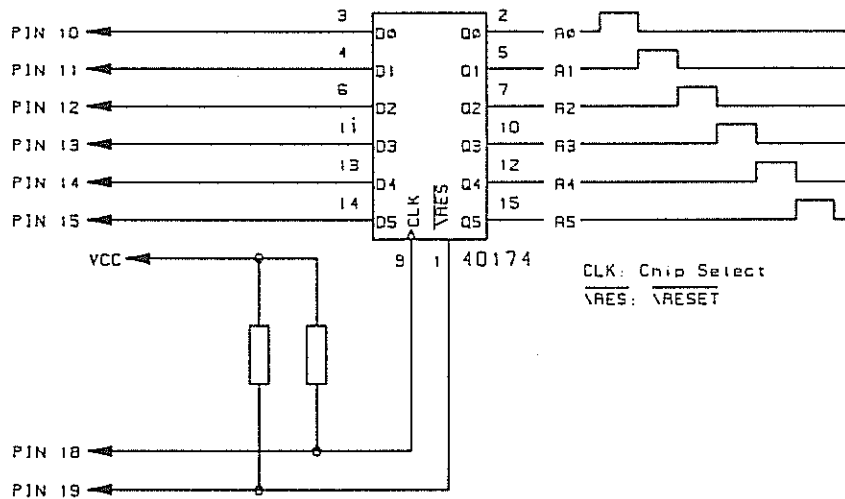 3 2
PIN 10 D0 Q0 A0
4 5
PIN 11 D1 Q1 A1
6 7
PIN 12 D2 Q2 A2
11 10
PIN 13 D3 Q3 A3
13 12
PIN 14 D4 Q4 A4
14 15
PIN 15 D5 Q5 A5
CLK \RES
VCC 9 1 40174
CLK: Chip Select
\RES: \RESET
PIN 18
PIN 19